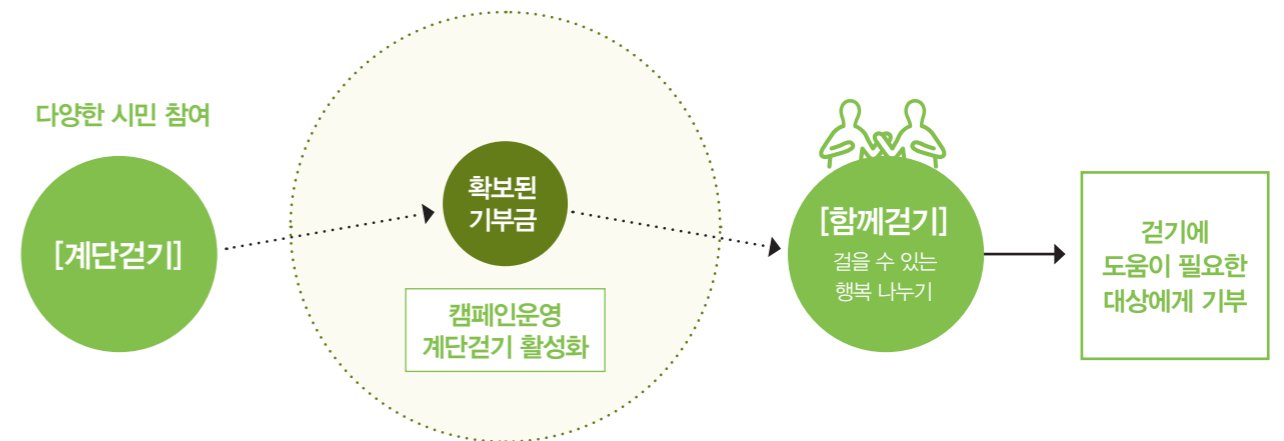 다양한 시민 참여
[계단걷기]
확보된
기부금
캠페인운영
계단걷기 활성화
[함께걷기]
걸을 수 있는
행복 나누기
걷기에
도움이 필요한
대상에게 기부